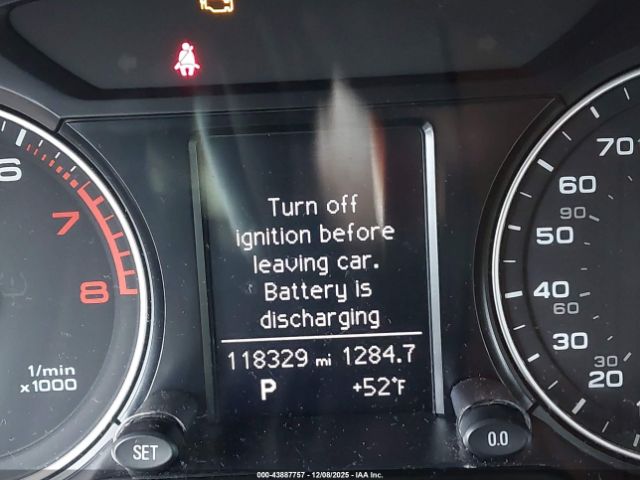 Turn off
ignition before
leaving car.
Battery is
discharging
118329 mi 1284.7
P +52°F
6
7
8
1/min
x1000
SET
70
60
90
50
40
60
30
20
0.0
000-43887757 - 12/08/2025 - IAA Inc.